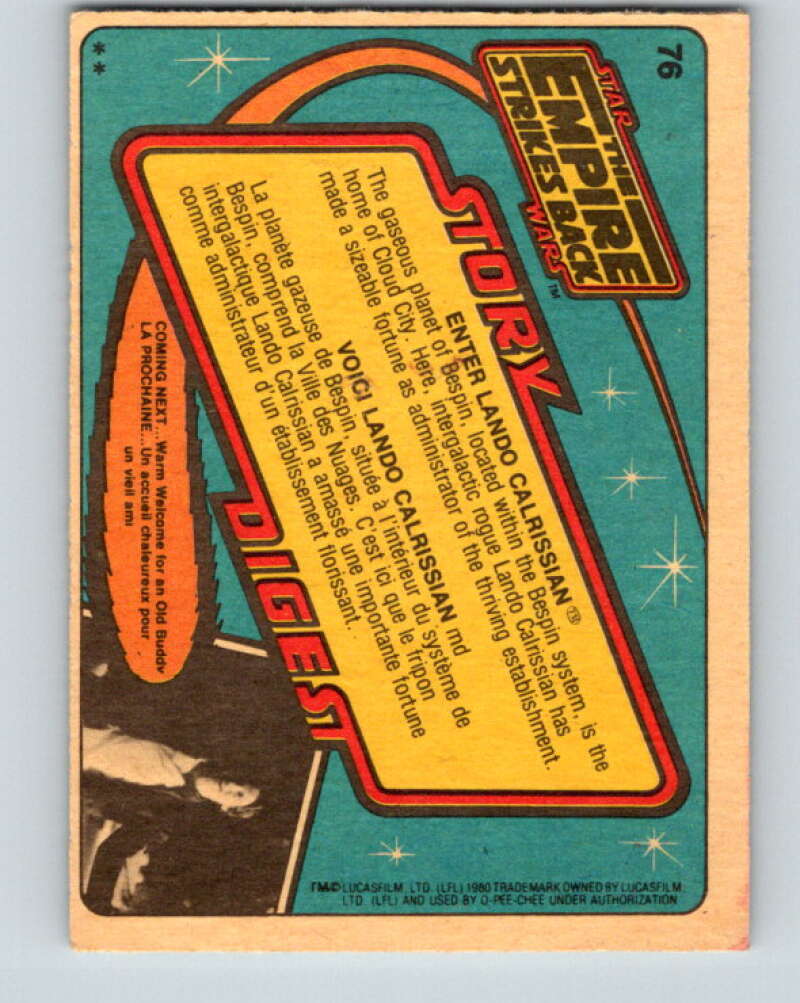 76
STAR
THE
EMPIRE
STRIKES BACK
WARS ™
STORY
ENTER LANDO CALRISSIAN
The gaseous planet of Bespin, located within the Bespin system, is the
home of Cloud City. Here, intergalactic rogue Lando Calrissian has
made a sizeable fortune as administrator of the thriving establishment.
VOICI LANDO CALRISSIAN md
La planète gazeuse de Bespin, située à l'intérieur du système de
Bespin, comprend la Ville des Nuages. C'est ici que le fripon
intergalactique Lando Calrissian a amassé une importante fortune
comme administrateur d'un établissement florissant.
DIGEST
COMING NEXT...Warm Welcome for an Old Buddy
LA PROCHAINE...Un accueil chaleureux pour
un vieil ami
TM© LUCASFILM, LTD. (LFL) 1980 TRADEMARK OWNED BY LUCASFILM,
LTD. (LFL) AND USED BY O-PEE-CHEE UNDER AUTHORIZATION
**